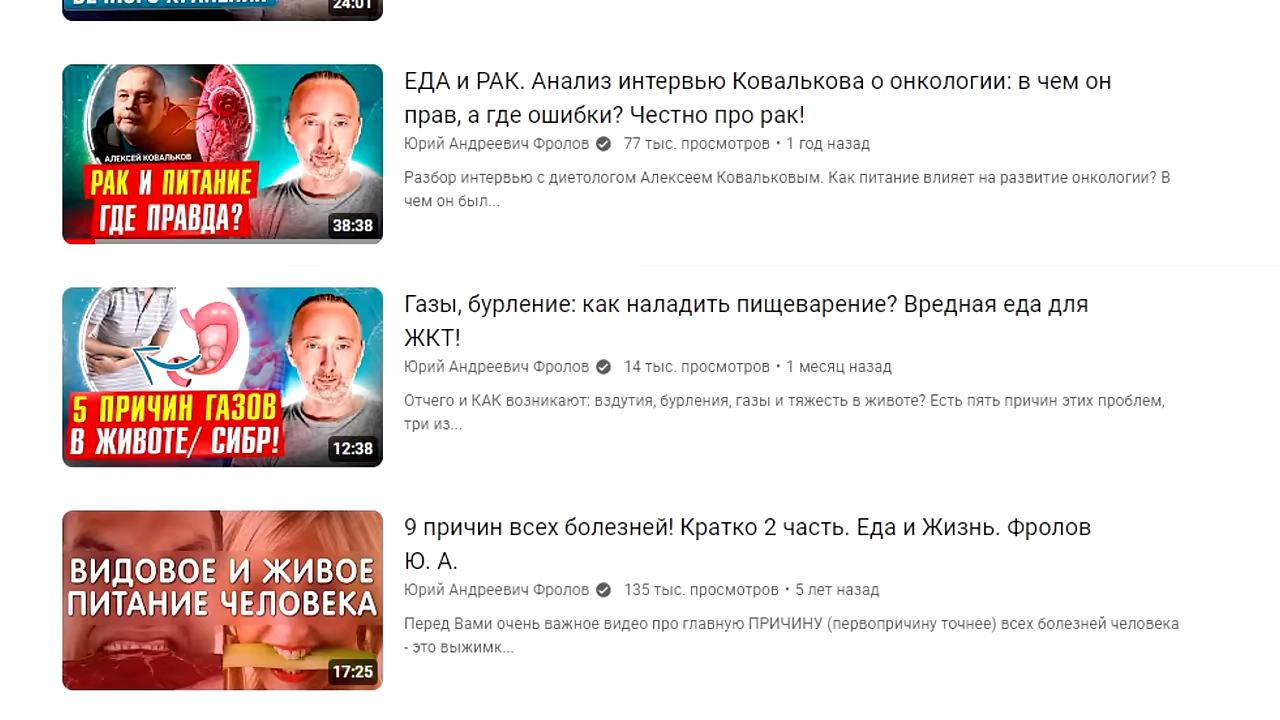 24:01
АЛЕКСЕЙ КОВАЛЬКОВ
РАК И ПИТАНИЕ
ГДЕ ПРАВДА?
38:38
ЕДА и РАК. Анализ интервью Ковалькова о онкологии: в чем он
прав, а где ошибки? Честно про рак!
Юрий Андреевич Фролов 77 тыс. просмотров • 1 год назад
Разбор интервью с диетологом Алексеем Ковальковым. Как питание влияет на развитие онкологии? В
чем он был...
5 ПРИЧИН ГАЗОВ
В ЖИВОТЕ/ СИБР!
12:38
Газы, бурление: как наладить пищеварение? Вредная еда для
ЖКТ!
Юрий Андреевич Фролов 14 тыс. просмотров • 1 месяц назад
Отчего и КАК возникают: вздутия, бурления, газы и тяжесть в животе? Есть пять причин этих проблем,
три из...
ВИДОВОЕ И ЖИВОЕ
ПИТАНИЕ ЧЕЛОВЕКА
17:25
9 причин всех болезней! Кратко 2 часть. Еда и Жизнь. Фролов
Ю. А.
Юрий Андреевич Фролов 135 тыс. просмотров • 5 лет назад
Перед Вами очень важное видео про главную ПРИЧИНУ (первопричину точнее) всех болезней человека
- это выжимк...